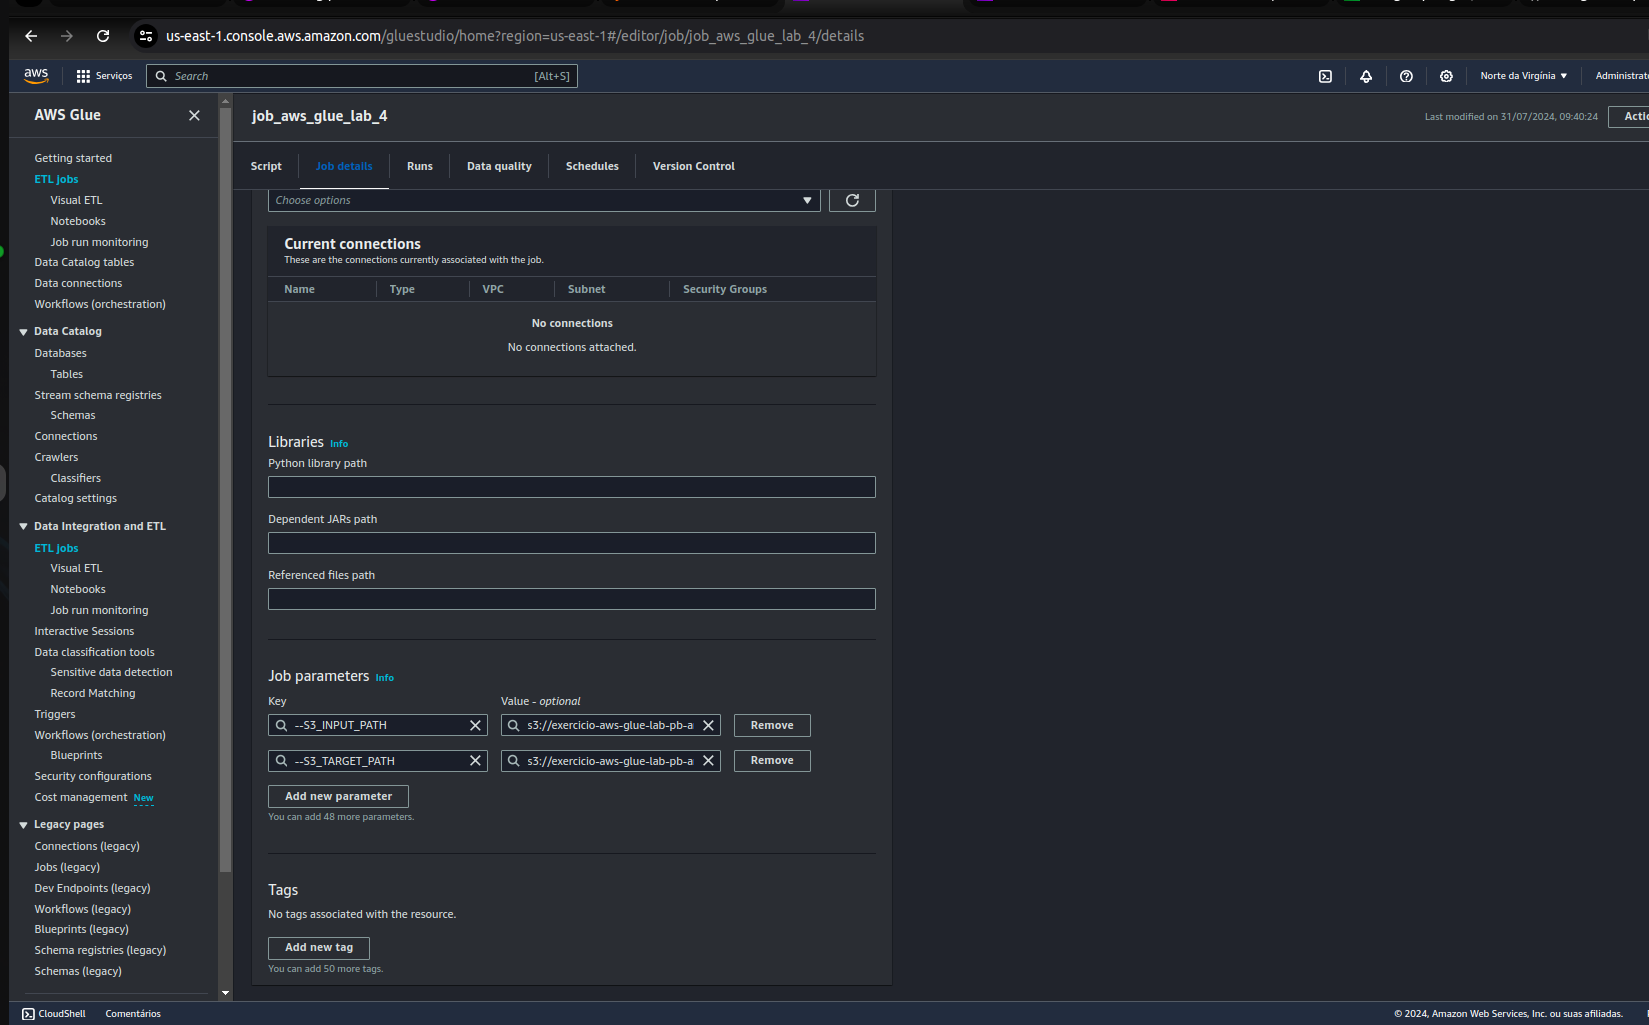 us-east-1.console.aws.amazon.com/gluestudio/home?region=us-east-1#/editor/job/job_aws_glue_lab_4/details
aws
Serviços
Search
[Alt+S]
Norte da Virgínia
AWS Glue
job_aws_glue_lab_4
Last modified on 31/07/2024, 09:40:24
Script
Job details
Runs
Data quality
Schedules
Version Control
Getting started
ETL jobs
Visual ETL
Notebooks
Job run monitoring
Data Catalog tables
Data connections
Workflows (orchestration)
Data Catalog
Databases
Tables
Stream schema registries
Schemas
Connections
Crawlers
Classifiers
Catalog settings
Data Integration and ETL
ETL jobs
Visual ETL
Notebooks
Job run monitoring
Interactive Sessions
Data classification tools
Sensitive data detection
Record Matching
Triggers
Workflows (orchestration)
Blueprints
Security configurations
Cost management New
Legacy pages
Connections (legacy)
Jobs (legacy)
Dev Endpoints (legacy)
Workflows (legacy)
Blueprints (legacy)
Schema registries (legacy)
Schemas (legacy)
Choose options
Current connections
These are the connections currently associated with the job.
Name
Type
VPC
Subnet
Security Groups
No connections
No connections attached.
Libraries Info
Python library path
Dependent JARs path
Referenced files path
Job parameters Info
Key
Value - optional
--S3_INPUT_PATH
s3://exercicio-aws-glue-lab-pb-a
Remove
--S3_TARGET_PATH
s3://exercicio-aws-glue-lab-pb-a
Remove
Add new parameter
You can add 48 more parameters.
Tags
No tags associated with the resource.
Add new tag
You can add 50 more tags.
CloudShell
Comentários
© 2024, Amazon Web Services, Inc. ou suas afiliadas.